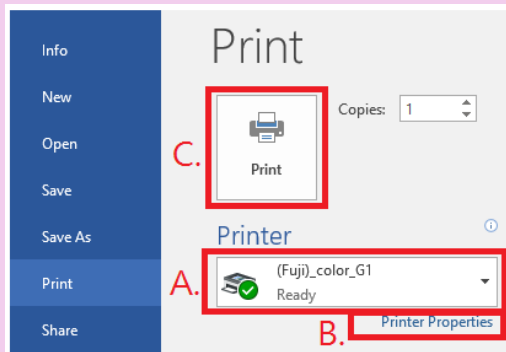 Info
New
Open
Save
Save As
Print
Share
Print
Copies: 1
C.
Print
Printer
A.
(Fuji)_color_G1
Ready
B.
Printer Properties